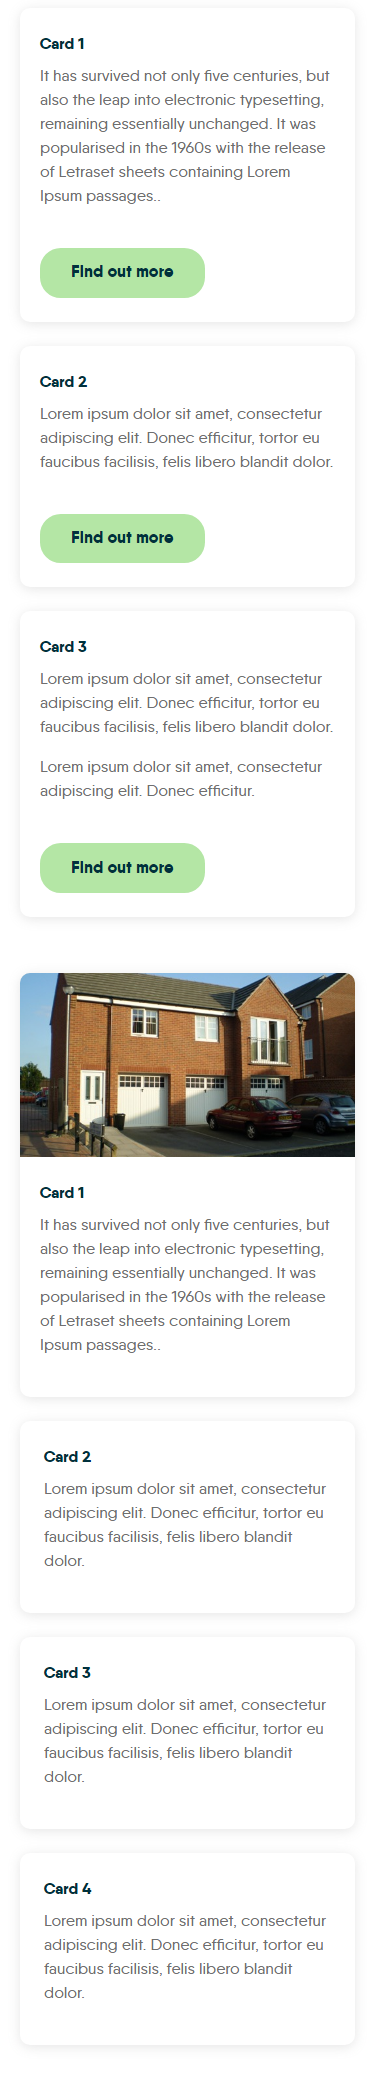 Card 1
It has survived not only five centuries, but
also the leap into electronic typesetting,
remaining essentially unchanged. It was
popularised in the 1960s with the release
of Letraset sheets containing Lorem
Ipsum passages..
Find out more
Card 2
Lorem ipsum dolor sit amet, consectetur
adipiscing elit. Donec efficitur, tortor eu
faucibus facilisis, felis libero blandit dolor.
Find out more
Card 3
Lorem ipsum dolor sit amet, consectetur
adipiscing elit. Donec efficitur, tortor eu
faucibus facilisis, felis libero blandit dolor.
Lorem ipsum dolor sit amet, consectetur
adipiscing elit. Donec efficitur.
Find out more
Card 1
It has survived not only five centuries, but
also the leap into electronic typesetting,
remaining essentially unchanged. It was
popularised in the 1960s with the release
of Letraset sheets containing Lorem
Ipsum passages..
Card 2
Lorem ipsum dolor sit amet, consectetur
adipiscing elit. Donec efficitur, tortor eu
faucibus facilisis, felis libero blandit
dolor.
Card 3
Lorem ipsum dolor sit amet, consectetur
adipiscing elit. Donec efficitur, tortor eu
faucibus facilisis, felis libero blandit
dolor.
Card 4
Lorem ipsum dolor sit amet, consectetur
adipiscing elit. Donec efficitur, tortor eu
faucibus facilisis, felis libero blandit
dolor.